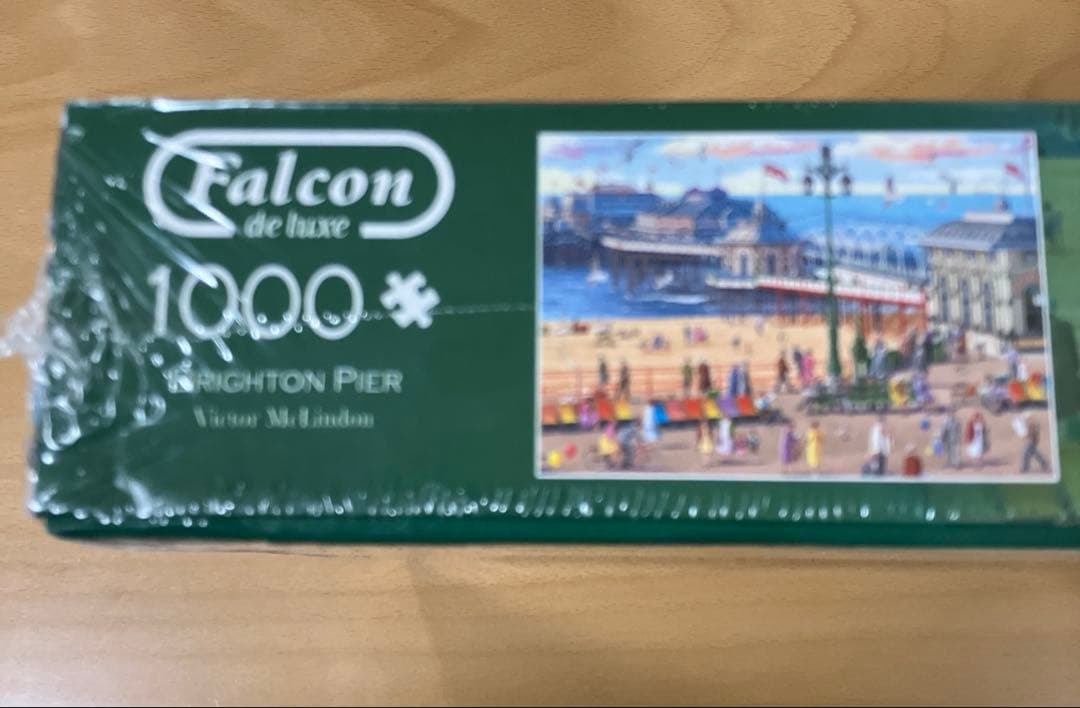 Falcon
de luxe
1000
BRIGHTON PIER
Victor McLindon